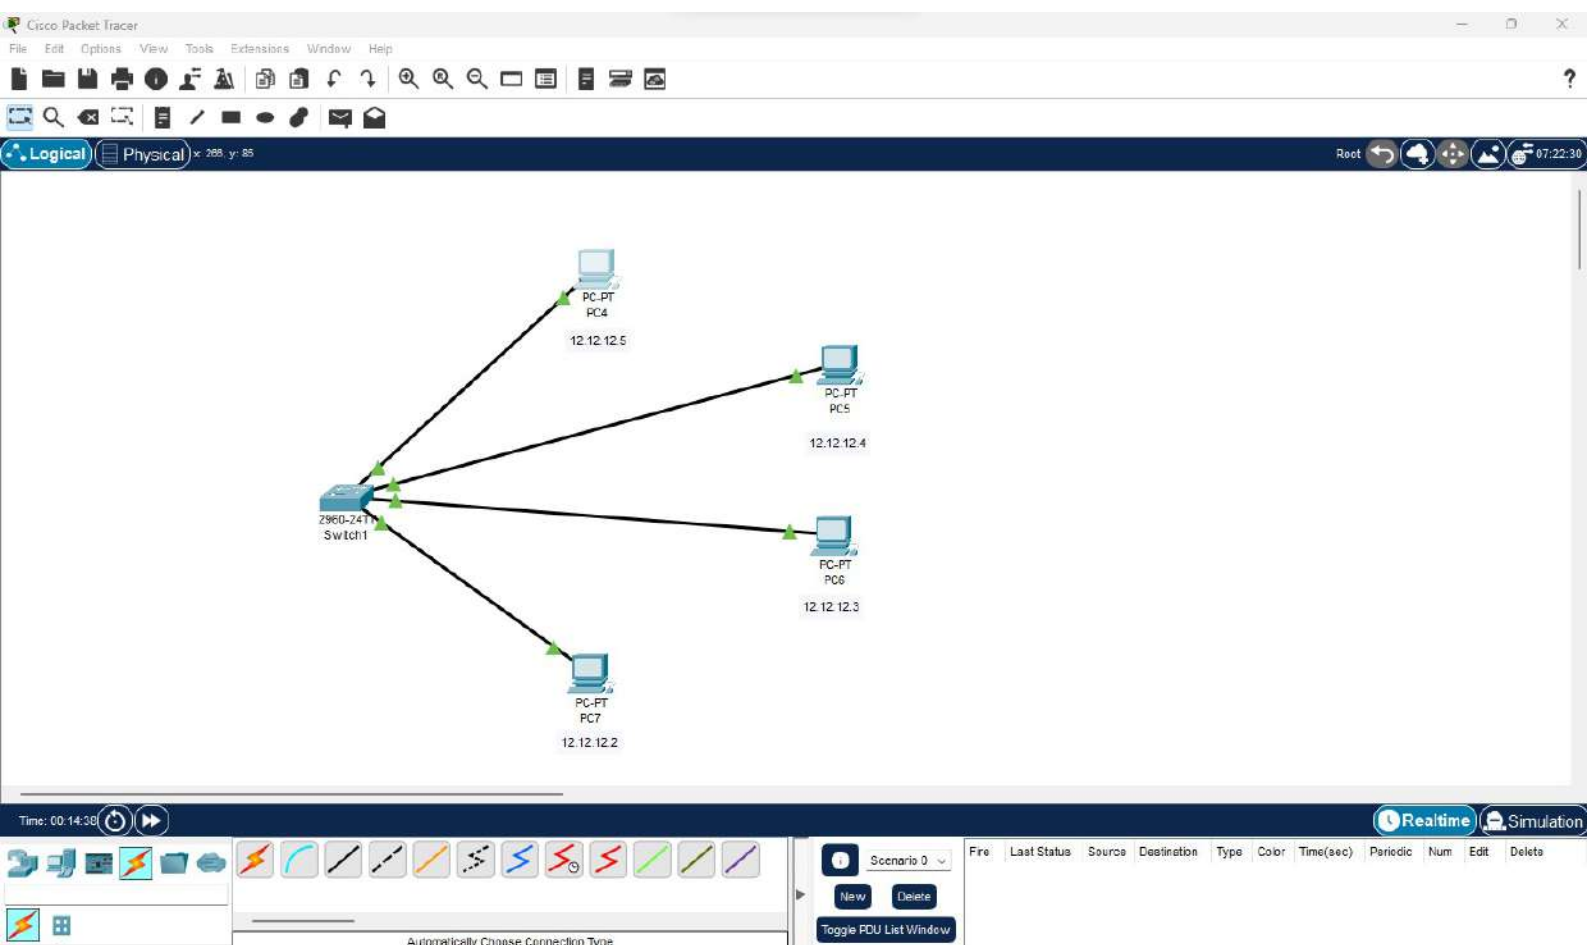 Cisco Packet Tracer
File Edit Options View Tools Extensions Window Help
?
Logical Physical x: 266, y: 85
Root 07:22:30
PC-PT
PC4
12.12.12.5
PC-PT
PC5
12.12.12.4
2960-24TT
Switch1
PC-PT
PC6
12.12.12.3
PC-PT
PC7
12.12.12.2
Time: 00:14:38
Realtime Simulation
Scenario 0
Fire Last Status Source Destination Type Color Time(sec) Periodic Num Edit Delete
New Delete
Toggle PDU List Window
Automatically Choose Connection Type